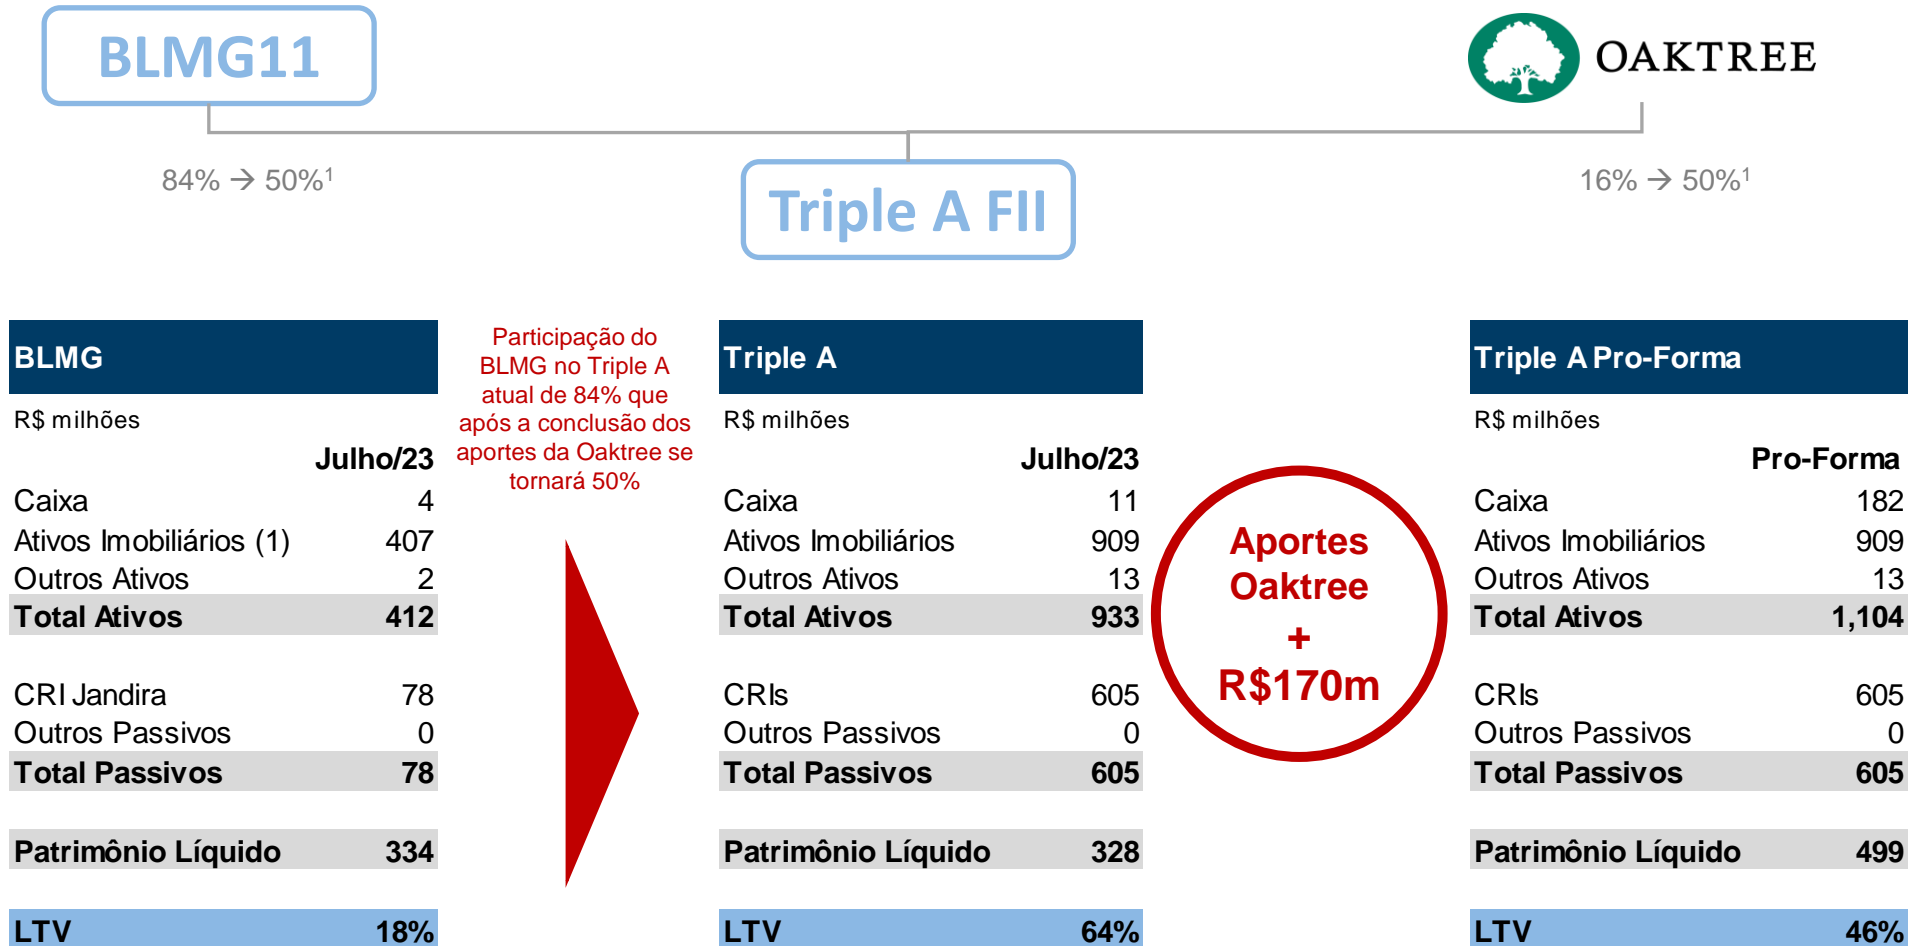 BLMG11
OAKTREE
84% → 50%¹
Triple A FII
16% → 50%¹
BLMG
R$ milhões
Julho/23
Caixa 4
Ativos Imobiliários (1) 407
Outros Ativos 2
Total Ativos 412
CRI Jandira 78
Outros Passivos 0
Total Passivos 78
Patrimônio Líquido 334
LTV 18%
Participação do
BLMG no Triple A
atual de 84% que
após a conclusão dos
aportes da Oaktree se
tornará 50%
Triple A
R$ milhões
Julho/23
Caixa 11
Ativos Imobiliários 909
Outros Ativos 13
Total Ativos 933
CRIs 605
Outros Passivos 0
Total Passivos 605
Patrimônio Líquido 328
LTV 64%
Aportes
Oaktree
+
R$170m
Triple A Pro-Forma
R$ milhões
Pro-Forma
Caixa 182
Ativos Imobiliários 909
Outros Ativos 13
Total Ativos 1,104
CRIs 605
Outros Passivos 0
Total Passivos 605
Patrimônio Líquido 499
LTV 46%